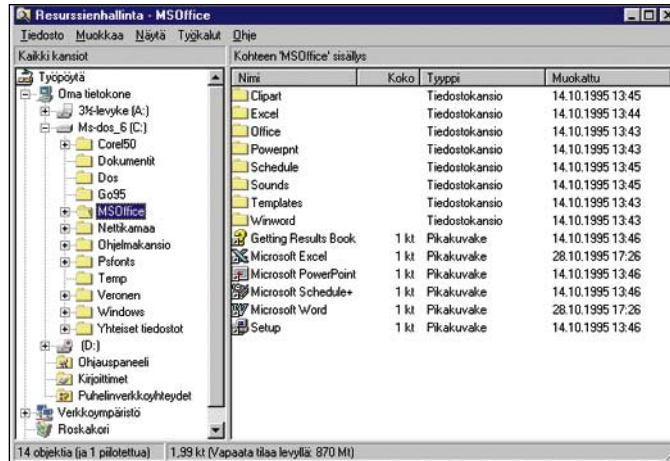 Resurssienhallinta - MSOffice
Tiedosto Muokkaa Näytä Työkalut Ohje
Kaikki kansiot
Kohteen 'MSOffice' sisällys
Työpöytä
Oma tietokone
3½-levyke (A:)
Ms-dos_6 (C:)
Corel50
Dokumentit
Dos
Go95
MSOffice
Nettikamaa
Ohjelmakansio
Psfonts
Temp
Veronen
Windows
Yhteiset tiedostot
(D:)
Ohjauspaneeli
Kirjoittimet
Puhelinverkkoyhteydet
Verkkoympäristö
Roskakori
Nimi Koko Tyyppi Muokattu
Clipart Tiedostokansio 14.10.1995 13:45
Excel Tiedostokansio 14.10.1995 13:44
Office Tiedostokansio 14.10.1995 13:43
Powerpnt Tiedostokansio 14.10.1995 13:43
Schedule Tiedostokansio 14.10.1995 13:45
Sounds Tiedostokansio 14.10.1995 13:45
Templates Tiedostokansio 14.10.1995 13:43
Winword Tiedostokansio 14.10.1995 13:43
Getting Results Book 1 kt Pikakuvake 14.10.1995 13:46
Microsoft Excel 1 kt Pikakuvake 28.10.1995 17:26
Microsoft PowerPoint 1 kt Pikakuvake 14.10.1995 13:46
Microsoft Schedule+ 1 kt Pikakuvake 14.10.1995 13:46
Microsoft Word 1 kt Pikakuvake 28.10.1995 17:26
Setup 1 kt Pikakuvake 14.10.1995 13:46
14 objektia (ja 1 piilotettua) 1,99 kt (Vapaata tilaa levyllä: 870 Mt)